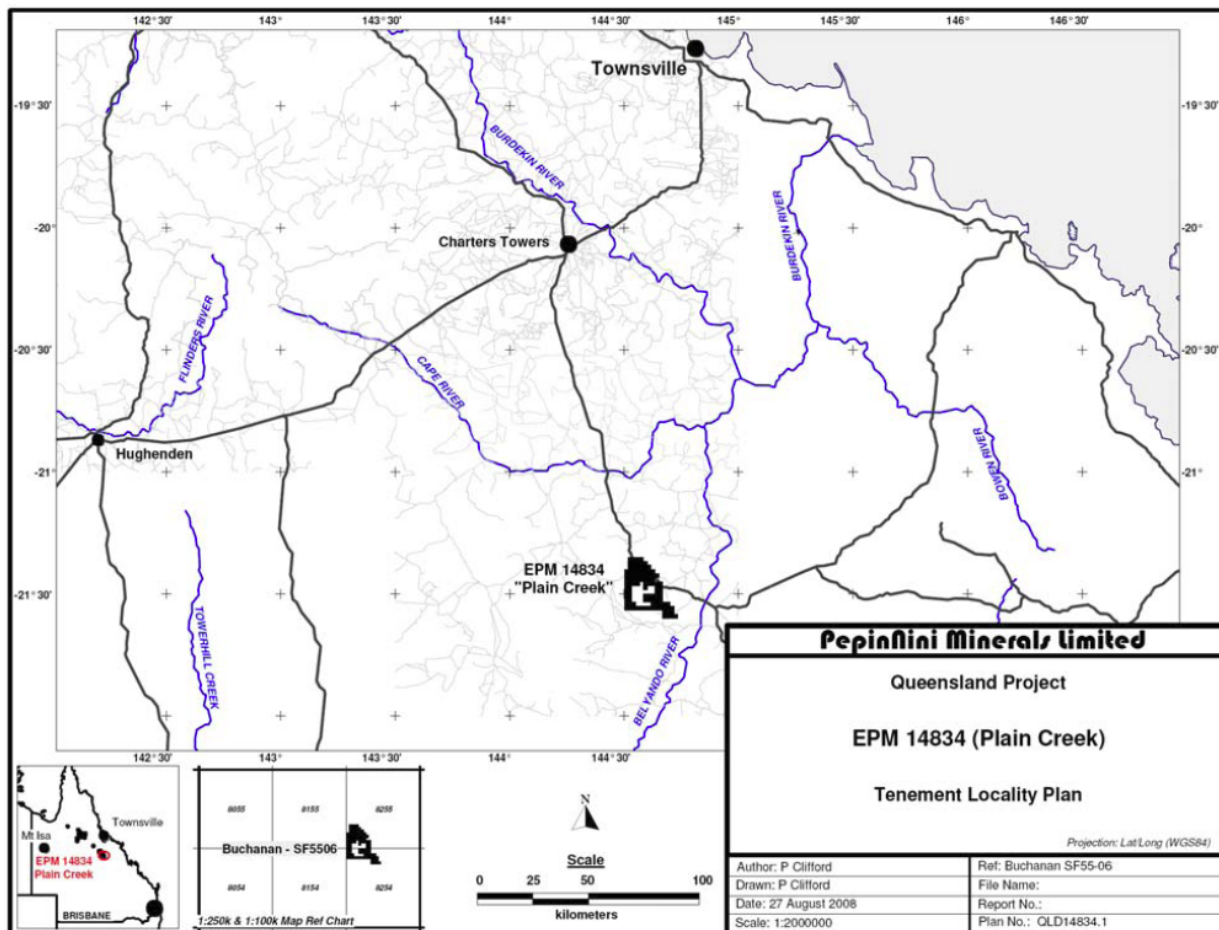 142°30' 143° 143°30' 144° 144°30' 145° 145°30' 146° 146°30'
Townsville
-19°30' -19°30'
BURDEKIN RIVER
BURDEKIN RIVER
-20° -20°
Charters Towers
FLINDERS RIVER
-20°30' -20°30'
CAPE RIVER
Hughenden
-21° -21°
BOWEN RIVER
EPM 14834
"Plain Creek"
-21°30' -21°30'
TOWERHILL CREEK
BELYANDO RIVER
142°30' 143° 143°30' 144° 144°30'
PepinNini Minerals Limited
Queensland Project
EPM 14834 (Plain Creek)
Tenement Locality Plan
Projection: Lat/Long (WGS84)
Author: P Clifford Ref: Buchanan SF55-06
Drawn: P Clifford File Name:
Date: 27 August 2008 Report No.:
Scale: 1:2000000 Plan No.: QLD14834.1
Townsville
Mt Isa
EPM 14834
Plain Creek
BRISBANE
8055 8155 8255
Buchanan - SF5506
8054 8154 8254
1:250k & 1:100k Map Ref Chart
N
Scale
0 25 50 100
kilometers